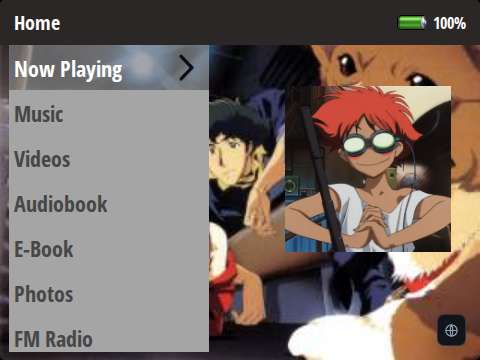 Home
100%
Now Playing
Music
Videos
Audiobook
E-Book
Photos
FM Radio